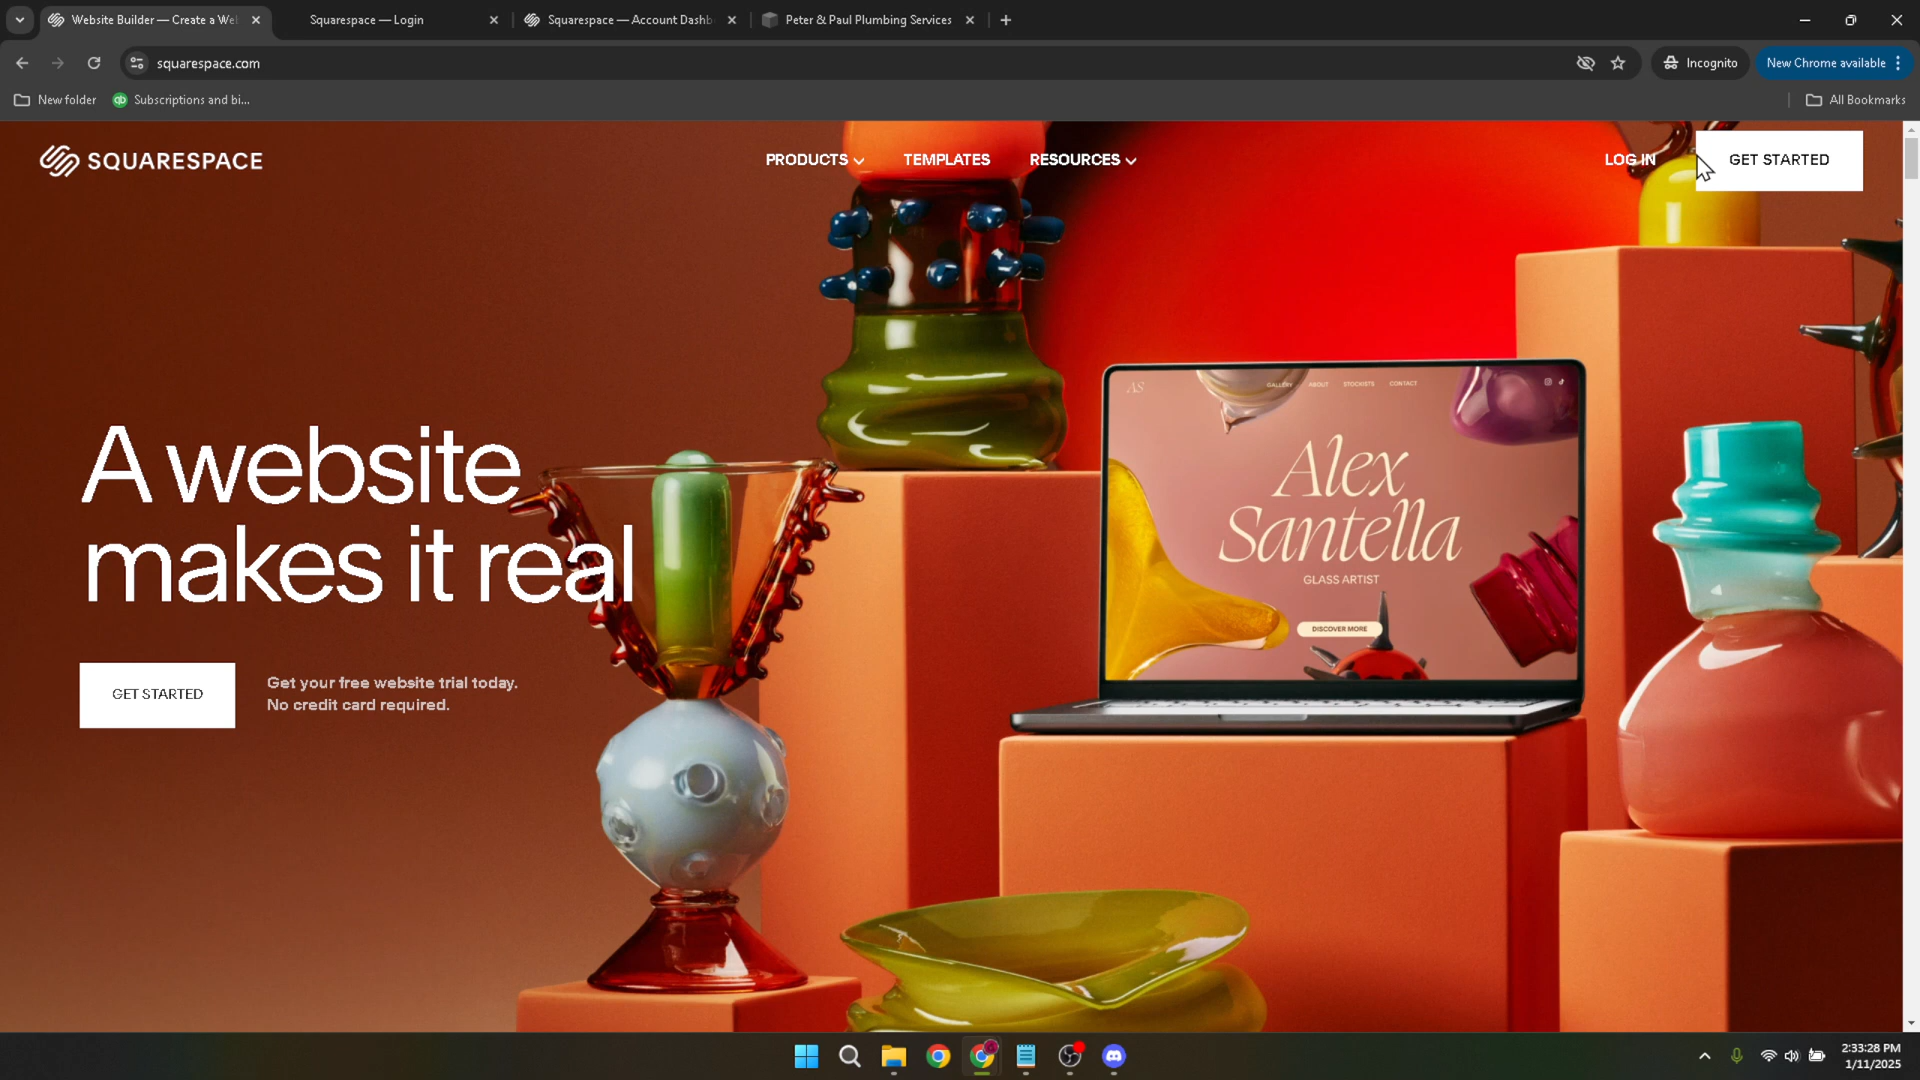 Website Builder — Create a We
Squarespace — Login
Squarespace — Account Dashb
Peter & Paul Plumbing Services
squarespace.com
Incognito
New Chrome available
New folder
Subscriptions and bi...
All Bookmarks
SQUARESPACE
PRODUCTS
TEMPLATES
RESOURCES
LOG IN
GET STARTED
A website
makes it real
GET STARTED
Get your free website trial today.
No credit card required.
AS
GALLERY
ABOUT
STOCKISTS
CONTACT
Alex
Santella
GLASS ARTIST
DISCOVER MORE
2:33:28 PM
1/11/2025